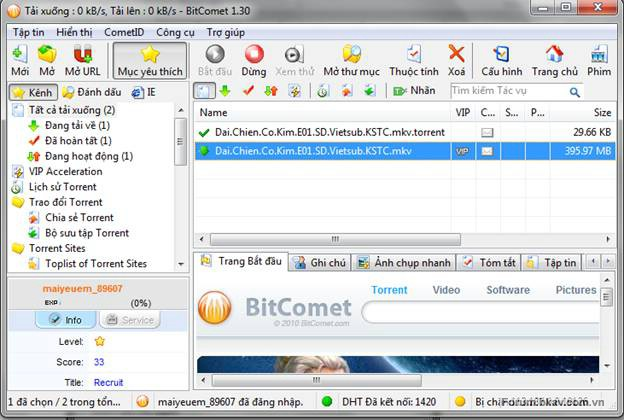 Tải xuống : 0 kB/s, Tải lên : 0 kB/s - BitComet 1.30
Tập tin Hiển thị CometID Công cụ Trợ giúp
Mới Mở Mở URL Mục yêu thích Bắt đầu Dừng Xem thử Mở thư mục Thuộc tính Xoá Cấu hình Trang chủ Phim
Kênh Đánh dấu IE
Nhãn Tìm kiếm Tác vụ
Tất cả tải xuống (2)
Đang tải về (1)
Đã hoàn tất (1)
Đang hoạt động (1)
VIP Acceleration
Lịch sử Torrent
Trao đổi Torrent
Chia sẻ Torrent
Bộ sưu tập Torrent
Torrent Sites
Toplist of Torrent Sites
Name VIP C... S... P... Size
Dai.Chien.Co.Kim.E01.SD.Vietsub.KSTC.mkv.torrent 29.66 KB
Dai.Chien.Co.Kim.E01.SD.Vietsub.KSTC.mkv VIP 395.97 MB
Trang Bắt đầu Ghi chú Ảnh chụp nhanh Tóm tắt Tập tin
maiyeuem_89607
EXP: (0%)
Info Service
Level:
Score: 33
Title: Recruit
BitComet
© 2010 BitComet.com
Torrent Video Software Pictures
1 đã chọn / 2 trong tổn... maiyeuem_89607 đã đăng nhập. DHT Đã kết nối: 1420 Bị ch
Forum.bkav.com.vn